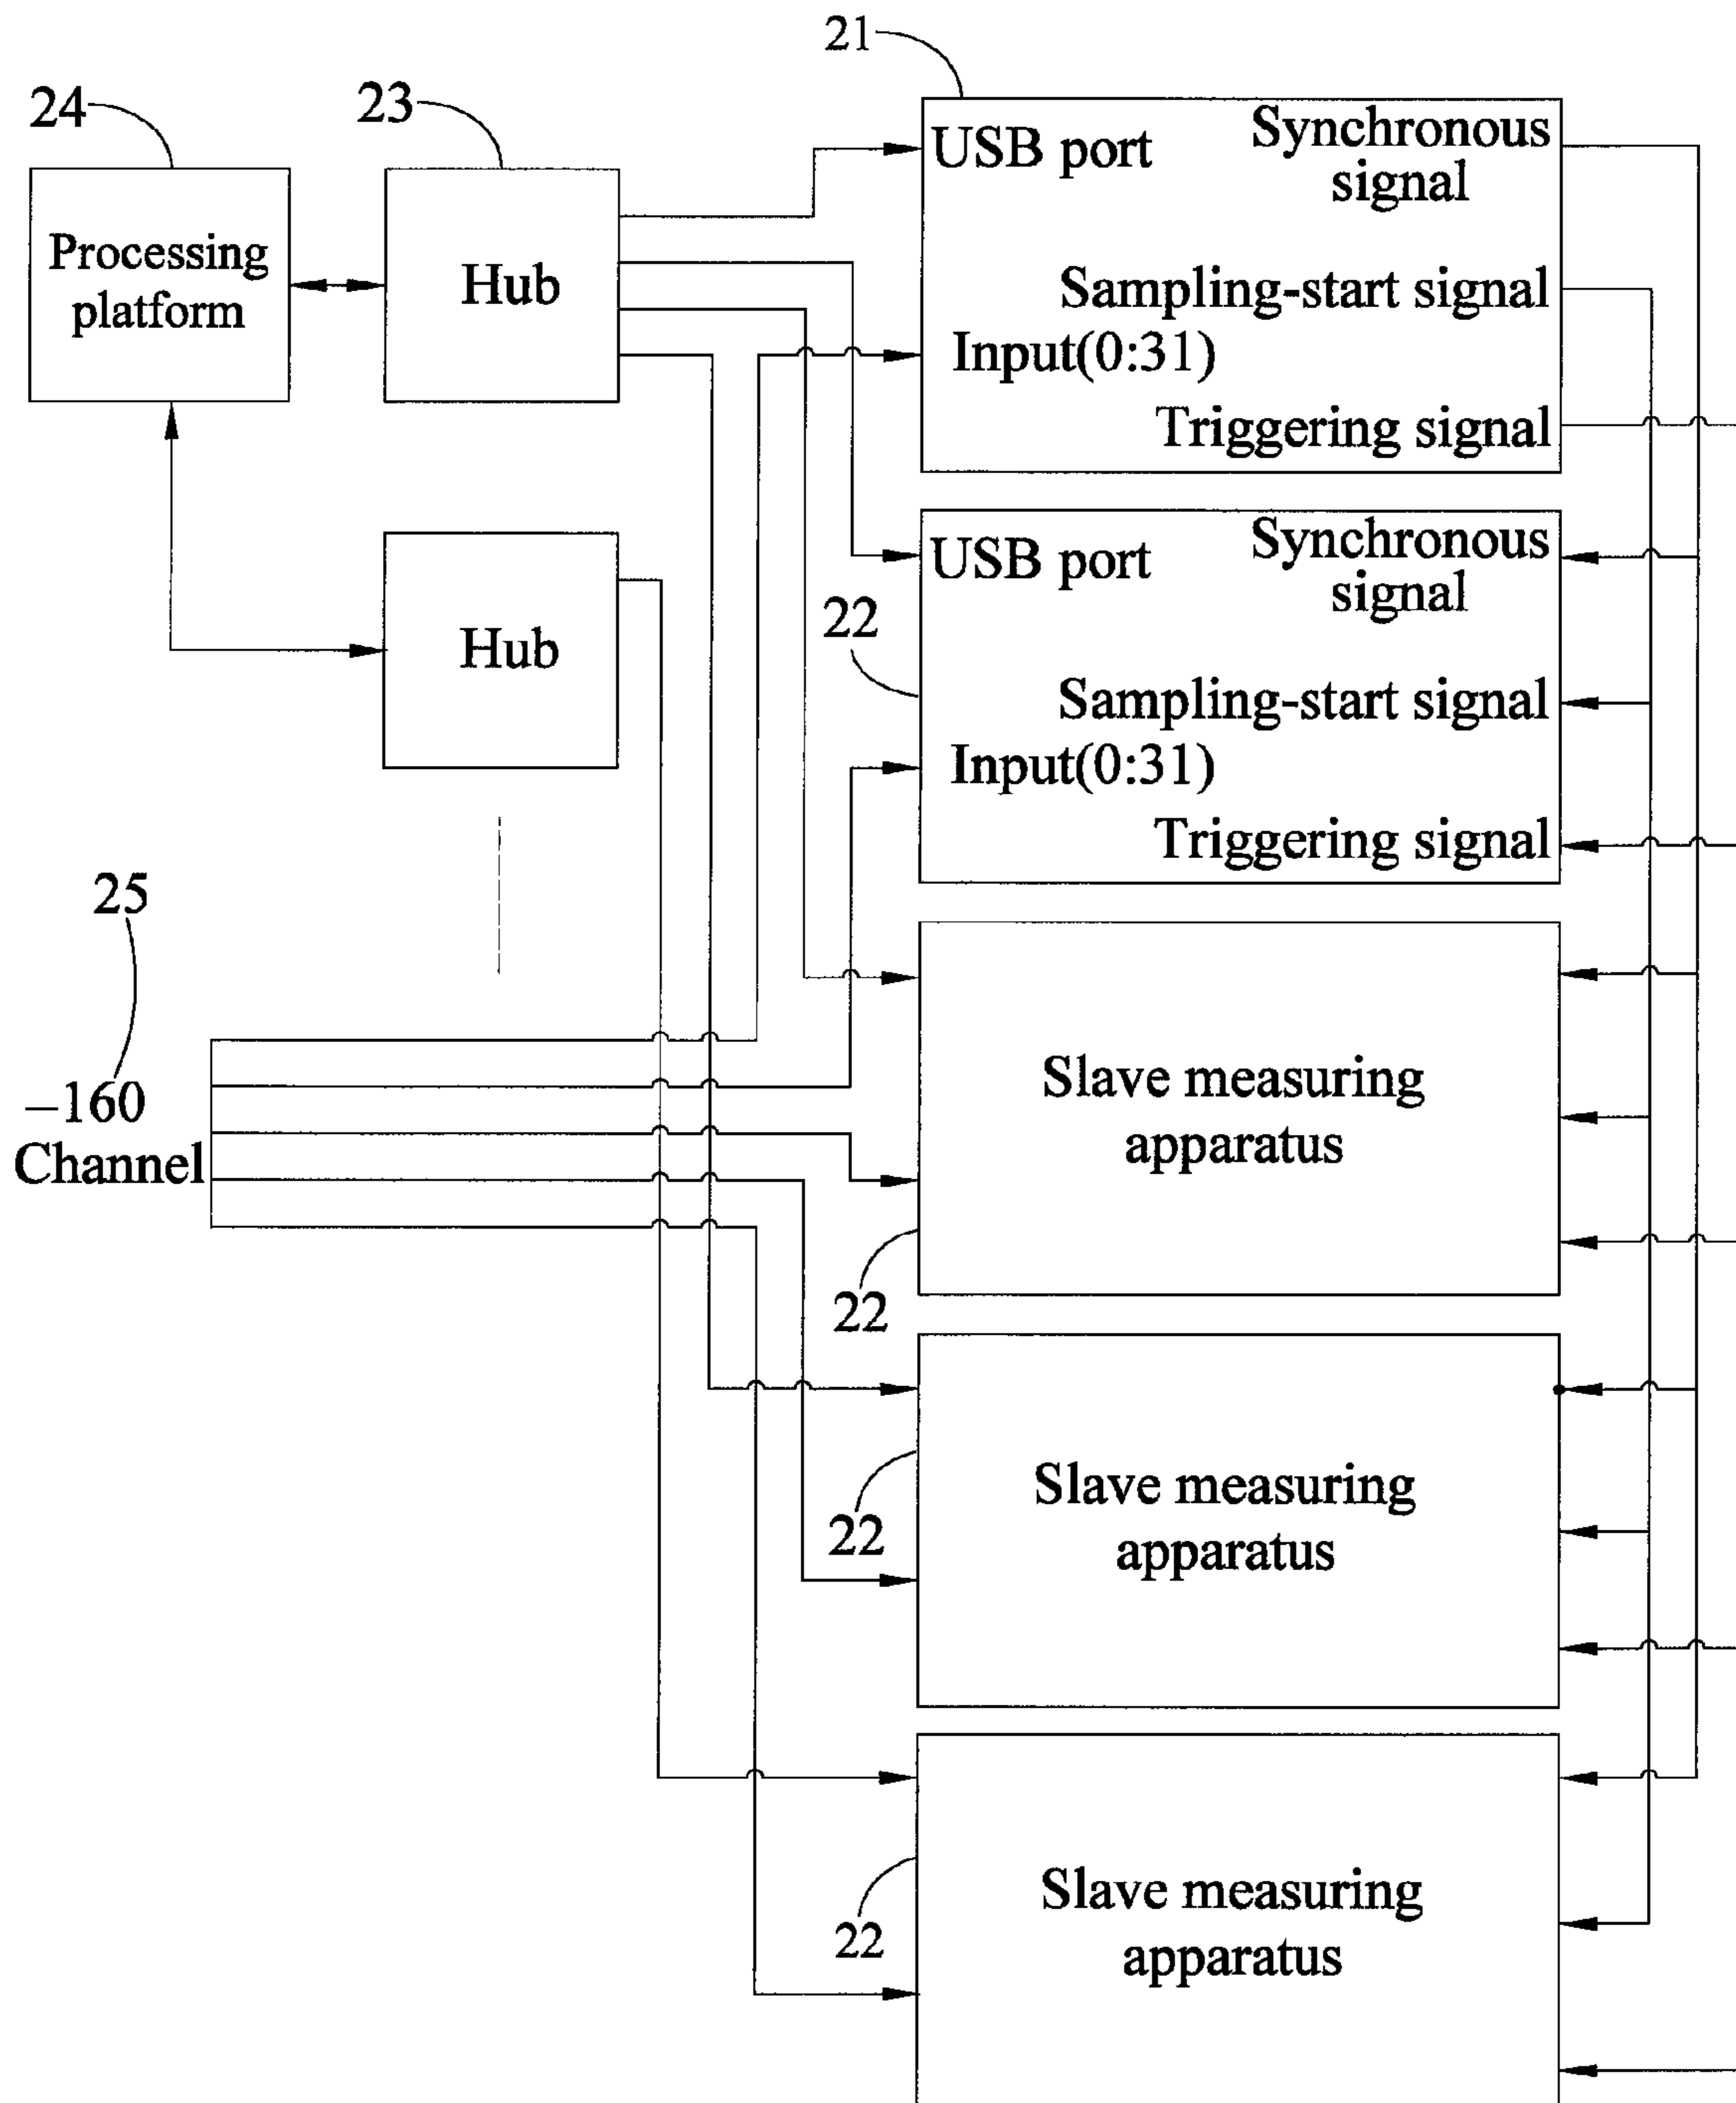 21
24
23
USB port
Synchronous
signal
Processing
platform
Hub
Sampling-start signal
Input(0:31)
Triggering signal
USB port
Synchronous
signal
22
Hub
Sampling-start signal
Input(0:31)
Triggering signal
25
–160
Channel
Slave measuring
apparatus
22
Slave measuring
apparatus
22
Slave measuring
apparatus
22